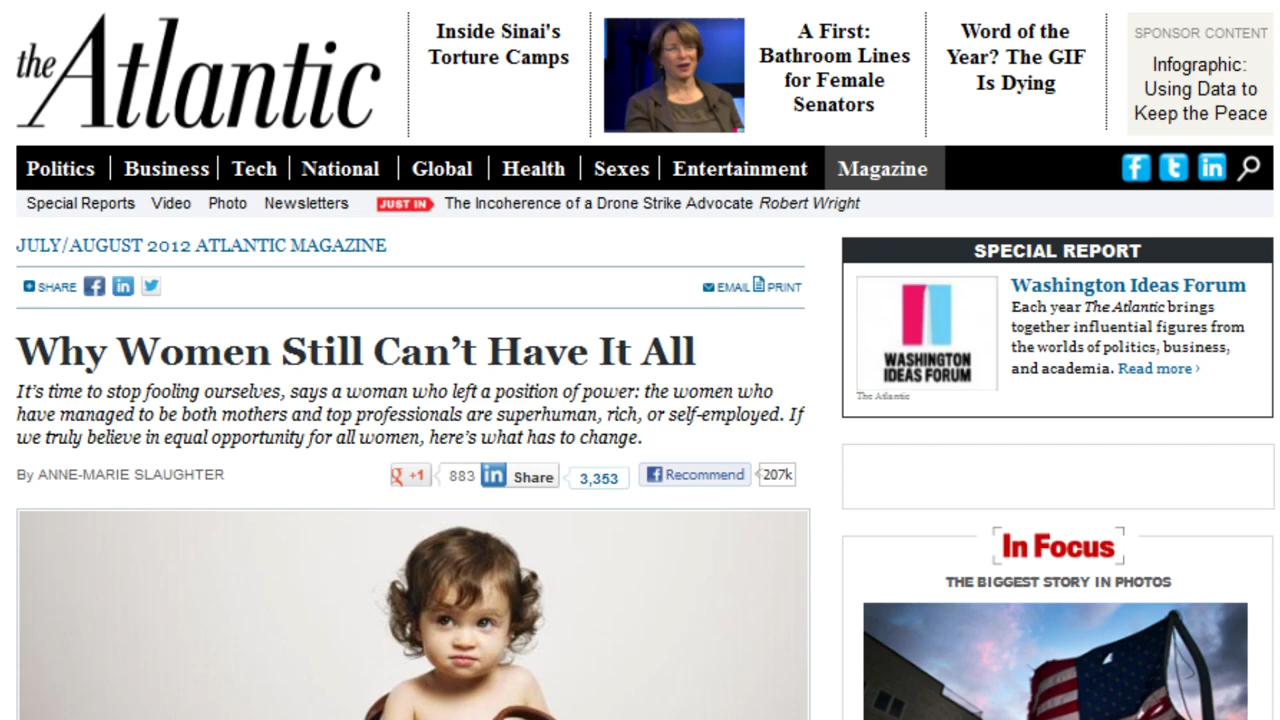 the Atlantic
Inside Sinai's
Torture Camps
A First:
Bathroom Lines
for Female
Senators
Word of the
Year? The GIF
Is Dying
SPONSOR CONTENT
Infographic:
Using Data to
Keep the Peace
Politics Business Tech National Global Health Sexes Entertainment Magazine
Special Reports Video Photo Newsletters JUST IN The Incoherence of a Drone Strike Advocate Robert Wright
JULY/AUGUST 2012 ATLANTIC MAGAZINE
SHARE EMAIL PRINT
Why Women Still Can't Have It All
It's time to stop fooling ourselves, says a woman who left a position of power: the women who
have managed to be both mothers and top professionals are superhuman, rich, or self-employed. If
we truly believe in equal opportunity for all women, here's what has to change.
By ANNE-MARIE SLAUGHTER
+1 883 in Share 3,353 f Recommend 207k
SPECIAL REPORT
WASHINGTON
IDEAS FORUM
The Atlantic
Washington Ideas Forum
Each year The Atlantic brings
together influential figures from
the worlds of politics, business,
and academia. Read more ›
In Focus
THE BIGGEST STORY IN PHOTOS